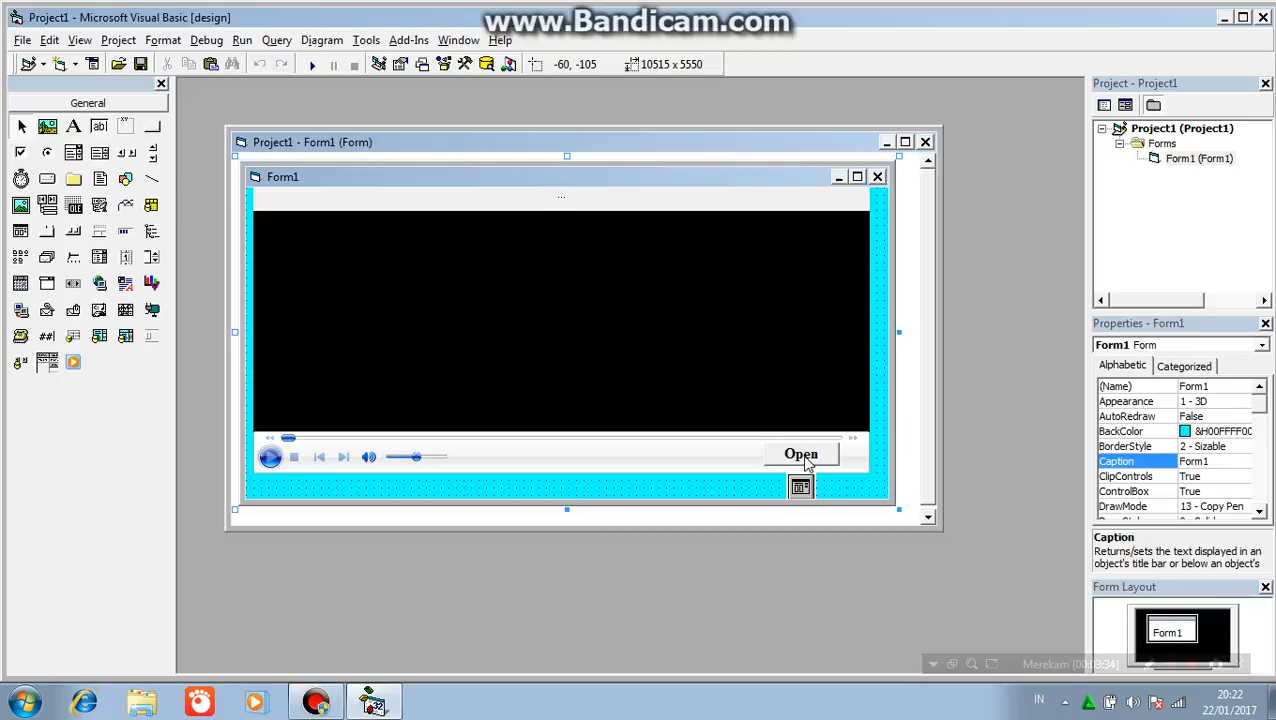 Project1 - Microsoft Visual Basic [design]
www.Bandicam.com
File Edit View Project Format Debug Run Query Diagram Tools Add-Ins Window Help
-60, -105 10515 x 5550
General
Project1 - Form1 (Form)
Form1
...
Open
Project - Project1
Project1 (Project1)
Forms
Form1 (Form1)
Properties - Form1
Form1 Form
Alphabetic Categorized
(Name) Form1
Appearance 1 - 3D
AutoRedraw False
BackColor &H00FFFF00
BorderStyle 2 - Sizable
Caption Form1
ClipControls True
ControlBox True
DrawMode 13 - Copy Pen
Caption
Returns/sets the text displayed in an
object's title bar or below an object's
Form Layout
Form1
Merekam [00:03:34]
IN
20:22
22/01/2017